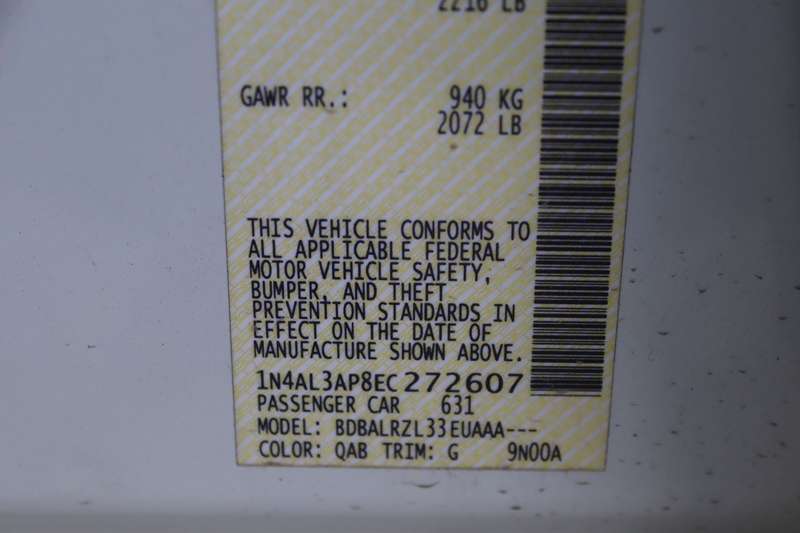 2216 LB
GAWR RR.: 940 KG
2072 LB
THIS VEHICLE CONFORMS TO
ALL APPLICABLE FEDERAL
MOTOR VEHICLE SAFETY,
BUMPER, AND THEFT
PREVENTION STANDARDS IN
EFFECT ON THE DATE OF
MANUFACTURE SHOWN ABOVE.
1N4AL3AP8EC272607
PASSENGER CAR 631
MODEL: BDBALRZL33EUAAA---
COLOR: QAB TRIM: G 9N00A